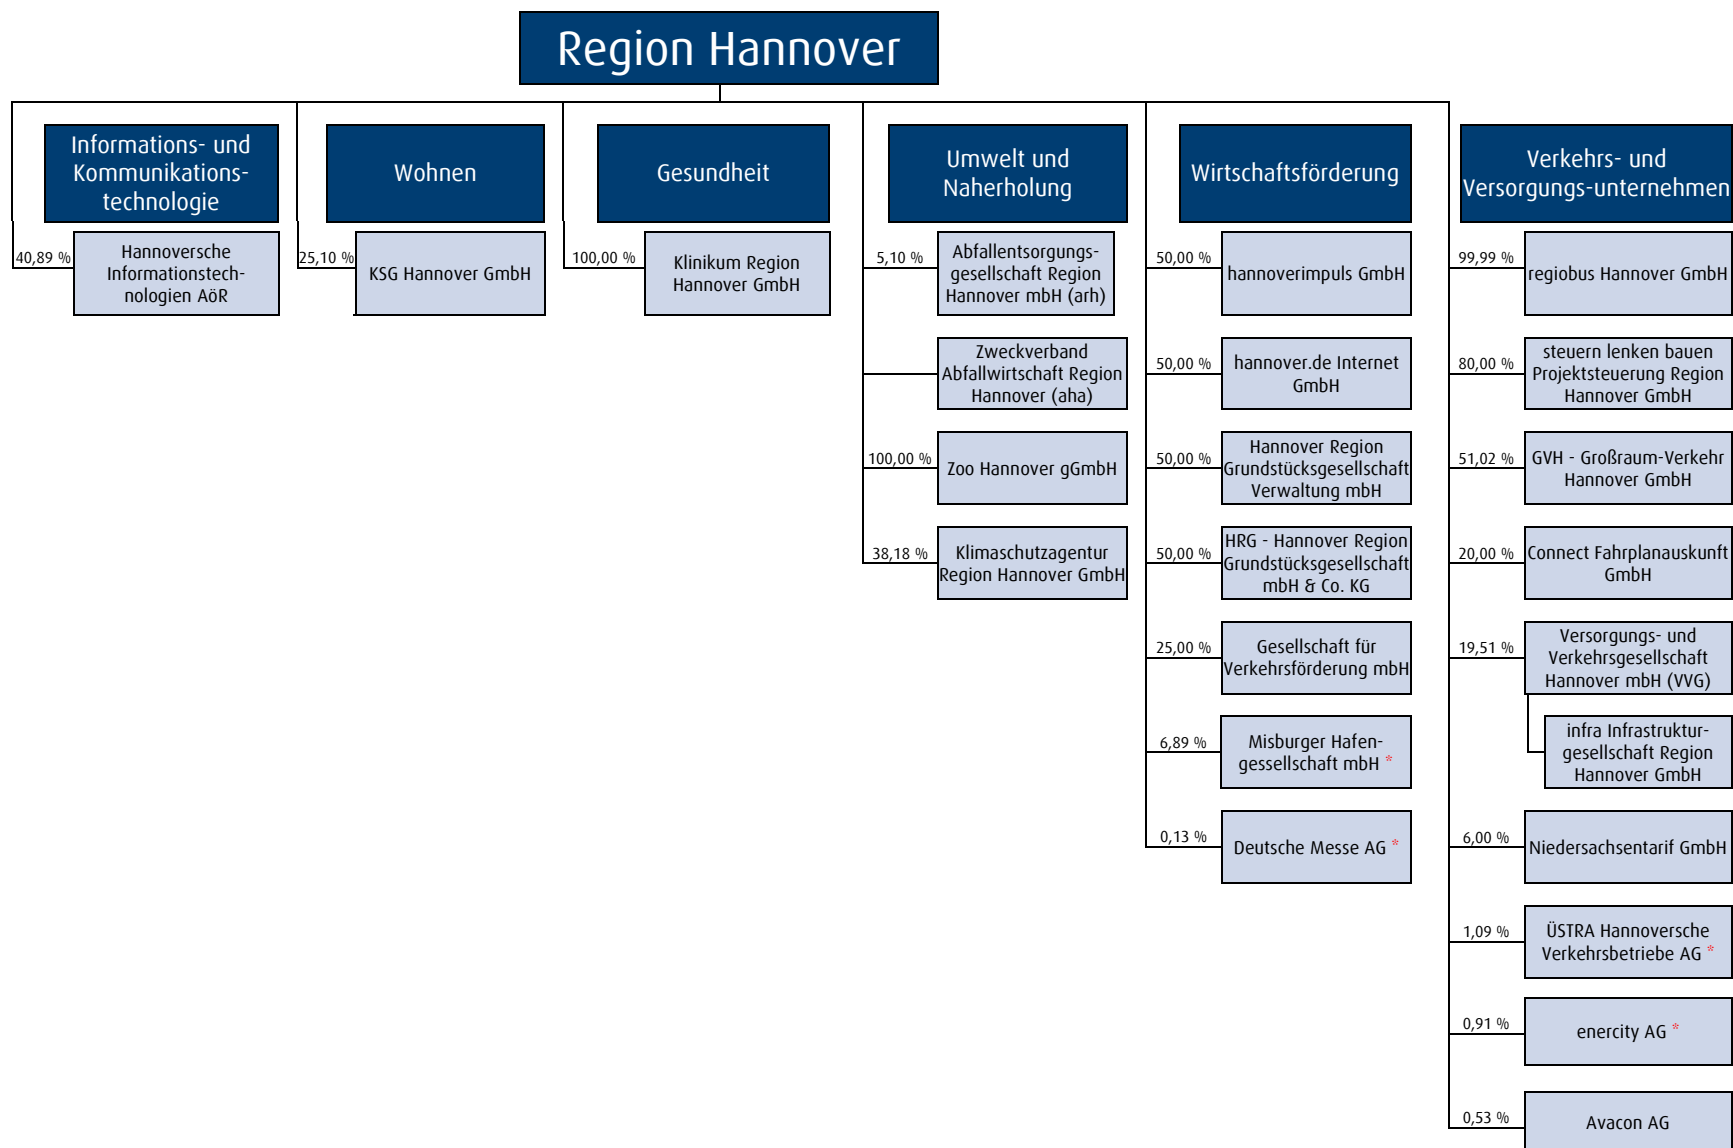 Region Hannover
Informations- und
Kommunikations-
technologie
40,89 %
Hannoversche
Informationstech-
nologien AöR
Wohnen
25,10 %
KSG Hannover GmbH
Gesundheit
100,00 %
Klinikum Region
Hannover GmbH
Umwelt und
Naherholung
5,10 %
Abfallentsorgungs-
gesellschaft Region
Hannover mbH (arh)
Zweckverband
Abfallwirtschaft Region
Hannover (aha)
100,00 %
Zoo Hannover gGmbH
38,18 %
Klimaschutzagentur
Region Hannover GmbH
Wirtschaftsförderung
50,00 %
hannoverimpuls GmbH
50,00 %
hannover.de Internet
GmbH
50,00 %
Hannover Region
Grundstücksgesellschaft
Verwaltung mbH
50,00 %
HRG - Hannover Region
Grundstücksgesellschaft
mbH & Co. KG
25,00 %
Gesellschaft für
Verkehrsförderung mbH
6,89 %
Misburger Hafen-
gessellschaft mbH *
0,13 %
Deutsche Messe AG *
Verkehrs- und
Versorgungs-unternehmen
99,99 %
regiobus Hannover GmbH
80,00 %
steuern lenken bauen
Projektsteuerung Region
Hannover GmbH
51,02 %
GVH - Großraum-Verkehr
Hannover GmbH
20,00 %
Connect Fahrplanauskunft
GmbH
19,51 %
Versorgungs- und
Verkehrsgesellschaft
Hannover mbH (VVG)
infra Infrastruktur-
gesellschaft Region
Hannover GmbH
6,00 %
Niedersachsentarif GmbH
1,09 %
ÜSTRA Hannoversche
Verkehrsbetriebe AG *
0,91 %
enercity AG *
0,53 %
Avacon AG